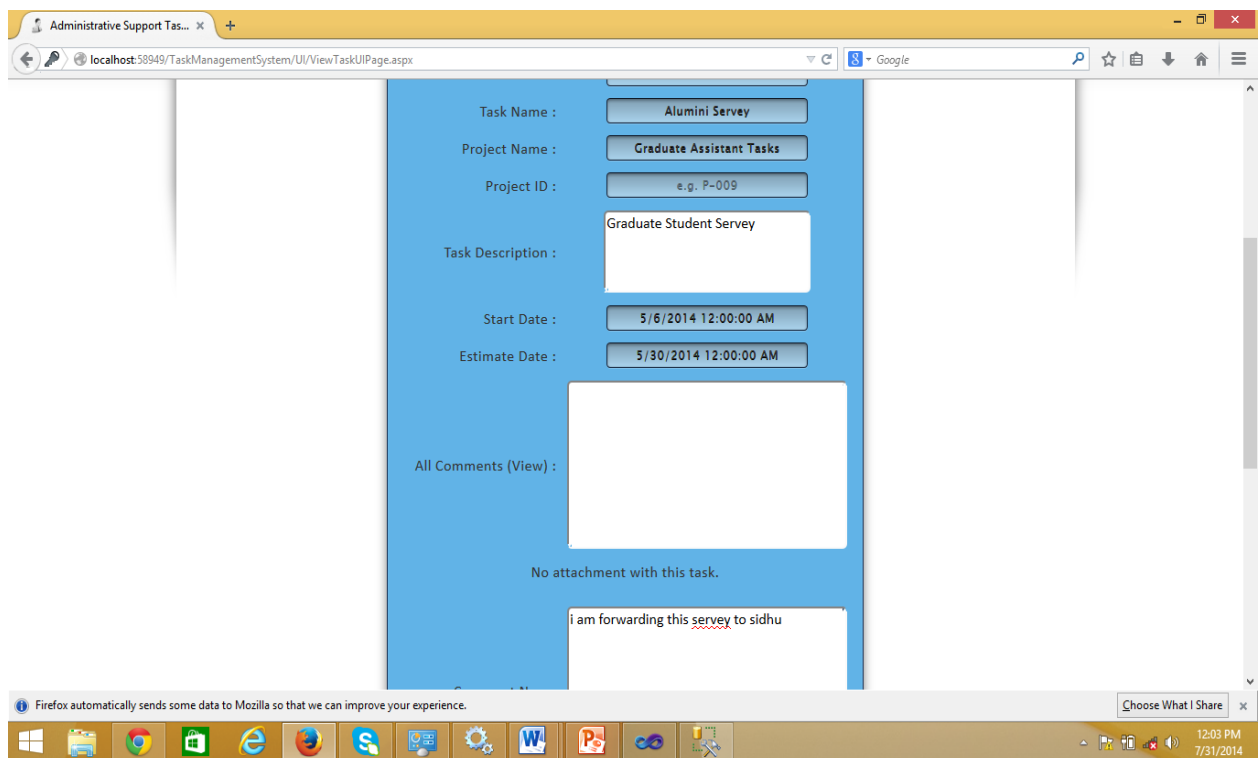 Administrative Support Tas... × +
localhost:58949/TaskManagementSystem/UI/ViewTaskUIPage.aspx
Google
Task Name : Alumini Servey
Project Name : Graduate Assistant Tasks
Project ID : e.g. P-009
Task Description : Graduate Student Servey
Start Date : 5/6/2014 12:00:00 AM
Estimate Date : 5/30/2014 12:00:00 AM
All Comments (View) :
No attachment with this task.
i am forwarding this servey to sidhu
Firefox automatically sends some data to Mozilla so that we can improve your experience.
Choose What I Share x
12:03 PM
7/31/2014